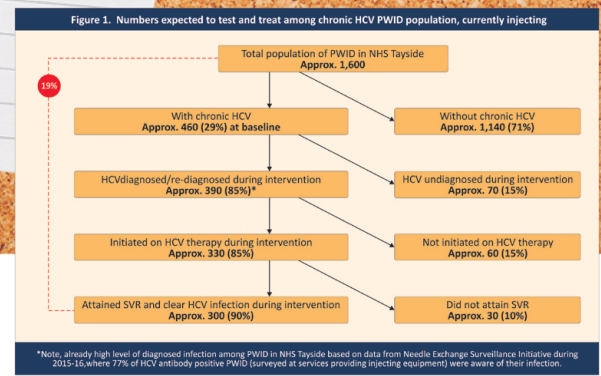 Figure 1. Numbers expected to test and treat among chronic HCV PWID population, currently injecting
Total population of PWID in NHS Tayside
Approx. 1,600
19%
With chronic HCV
Approx. 460 (29%) at baseline
Without chronic HCV
Approx. 1,140 (71%)
HCVdiagnosed/re-diagnosed during intervention
Approx. 390 (85%)*
HCV undiagnosed during intervention
Approx. 70 (15%)
Initiated on HCV therapy during intervention
Approx. 330 (85%)
Not initiated on HCV therapy
Approx. 60 (15%)
Attained SVR and clear HCV infection during intervention
Approx. 300 (90%)
Did not attain SVR
Approx. 30 (10%)
*Note, already high level of diagnosed infection among PWID in NHS Tayside based on data from Needle Exchange Surveillance Initiative during
2015-16,where 77% of HCV antibody positive PWID (surveyed at services providing injecting equipment) were aware of their infection.